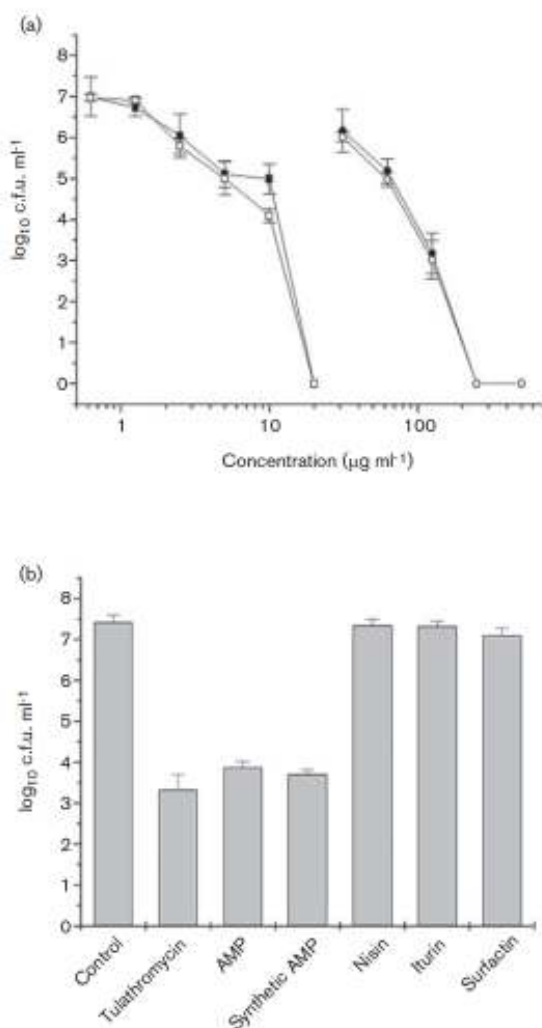 (a)
8
7
6
5
4
3
2
1
0
log₁₀ c.f.u. ml⁻¹
1 10 100
Concentration (µg ml⁻¹)
(b)
8
7
6
5
4
3
2
1
0
log₁₀ c.f.u. ml⁻¹
Control
Tulathromycin
AMP
Synthetic AMP
Nisin
Iturin
Surfactin